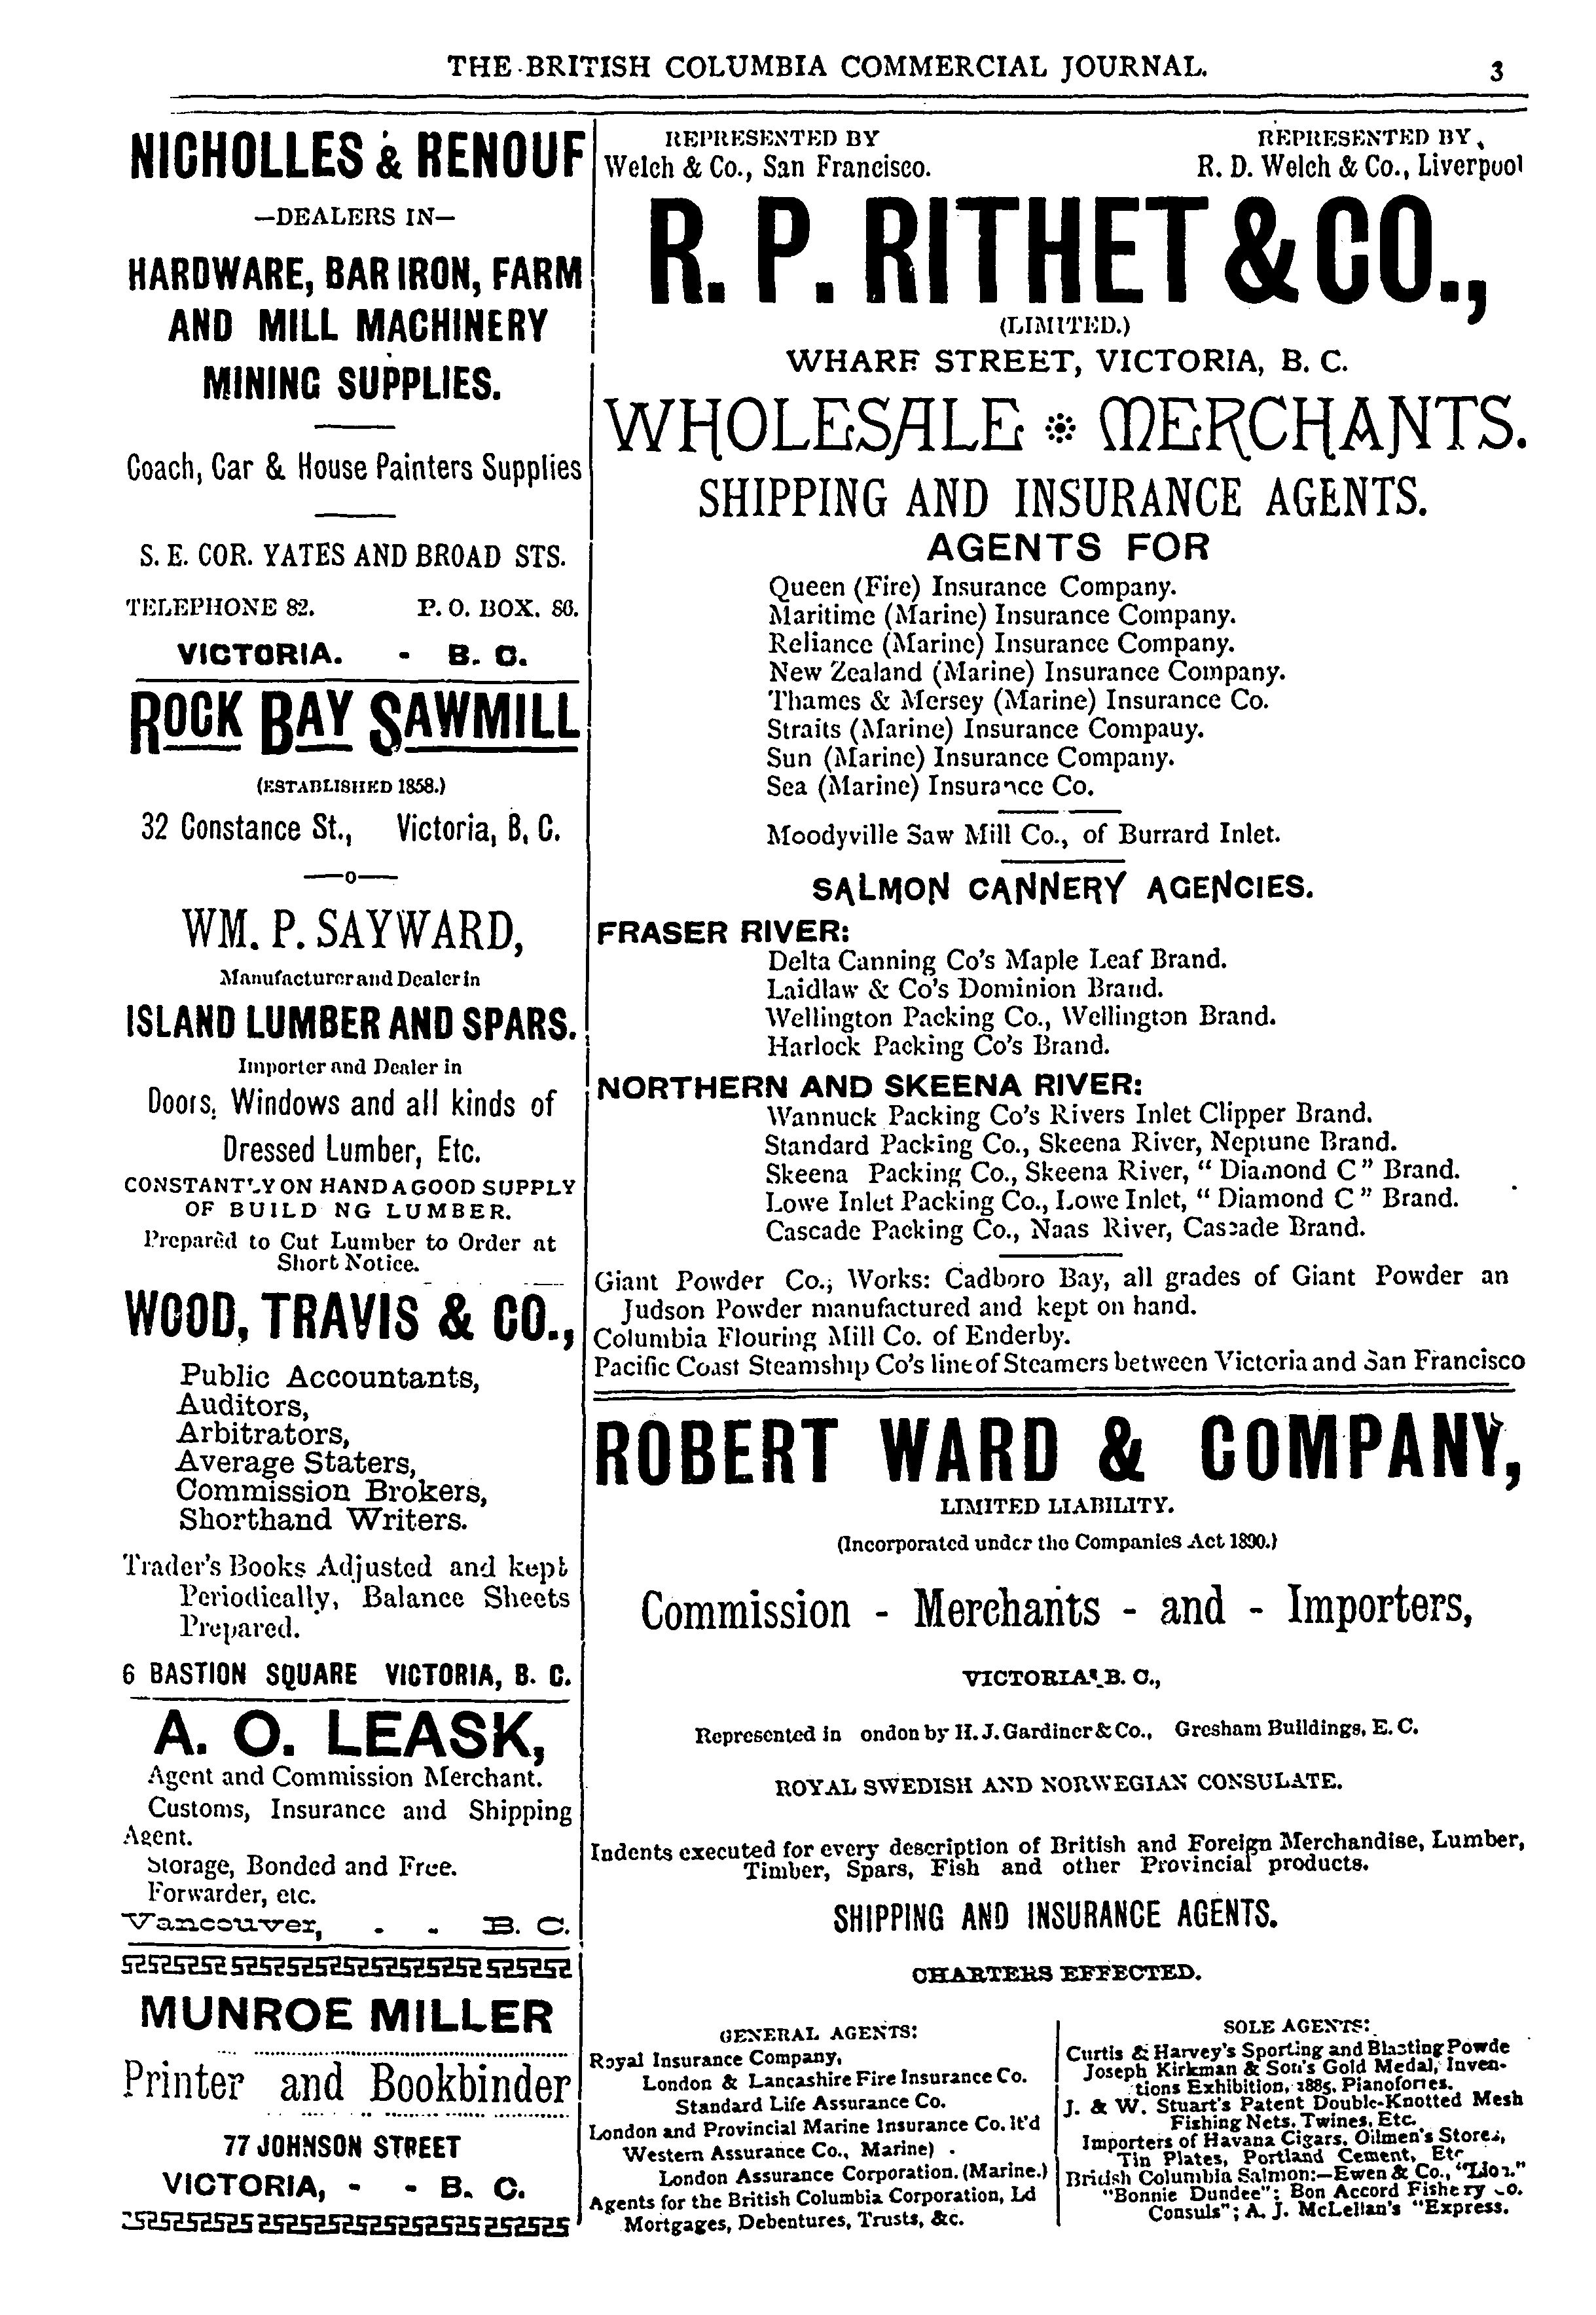 THE BRITISH COLUMBIA COMMERCIAL JOURNAL.
3
NICHOLLES & RENOUF
—DEALERS IN—
HARDWARE, BAR IRON, FARM
AND MILL MACHINERY
MINING SUPPLIES.
Coach, Car & House Painters Supplies
S. E. COR. YATES AND BROAD STS.
TELEPHONE 82. P. O. BOX. 86.
VICTORIA. - B. C.
ROCK BAY SAWMILL
(ESTABLISHED 1858.)
32 Constance St., Victoria, B, C.
—o—
WM. P. SAYWARD,
Manufacturer and Dealer in
ISLAND LUMBER AND SPARS.
Importer and Dealer in
Doors, Windows and all kinds of
Dressed Lumber, Etc.
CONSTANTLY ON HAND A GOOD SUPPLY
OF BUILD NG LUMBER.
Prepared to Cut Lumber to Order at
Short Notice.
WOOD, TRAVIS & CO.,
Public Accountants,
Auditors,
Arbitrators,
Average Staters,
Commission Brokers,
Shorthand Writers.
Trader's Books Adjusted and kept
Periodically, Balance Sheets
Prepared.
6 BASTION SQUARE VICTORIA, B. C.
A. O. LEASK,
Agent and Commission Merchant.
Customs, Insurance and Shipping
Agent.
Storage, Bonded and Free.
Forwarder, etc.
Vancouver, - - B. C.
MUNROE MILLER
Printer and Bookbinder
77 JOHNSON STREET
VICTORIA, - - B. C.
REPRESENTED BY
Welch & Co., San Francisco.
REPRESENTED BY
R. D. Welch & Co., Liverpool
R. P. RITHET & CO.,
(LIMITED.)
WHARF STREET, VICTORIA, B. C.
WHOLESALE MERCHANTS.
SHIPPING AND INSURANCE AGENTS.
AGENTS FOR
Queen (Fire) Insurance Company.
Maritime (Marine) Insurance Company.
Reliance (Marine) Insurance Company.
New Zealand (Marine) Insurance Company.
Thames & Mersey (Marine) Insurance Co.
Straits (Marine) Insurance Compauy.
Sun (Marine) Insurance Company.
Sea (Marine) Insurance Co.
Moodyville Saw Mill Co., of Burrard Inlet.
SALMON CANNERY AGENCIES.
FRASER RIVER:
Delta Canning Co's Maple Leaf Brand.
Laidlaw & Co's Dominion Brand.
Wellington Packing Co., Wellington Brand.
Harlock Packing Co's Brand.
NORTHERN AND SKEENA RIVER:
Wannuck Packing Co's Rivers Inlet Clipper Brand.
Standard Packing Co., Skeena River, Neptune Brand.
Skeena Packing Co., Skeena River, " Diamond C " Brand.
Lowe Inlet Packing Co., Lowe Inlet, " Diamond C " Brand.
Cascade Packing Co., Naas River, Cascade Brand.
Giant Powder Co., Works: Cadboro Bay, all grades of Giant Powder an
Judson Powder manufactured and kept on hand.
Columbia Flouring Mill Co. of Enderby.
Pacific Coast Steamship Co's line of Steamers between Victoria and San Francisco
ROBERT WARD & COMPANY,
LIMITED LIABILITY.
(Incorporated under the Companies Act 1890.)
Commission - Merchants - and - Importers,
VICTORIA, B. C.,
Represented in ondon by H. J. Gardiner & Co., Gresham Buildings, E. C.
ROYAL SWEDISH AND NORWEGIAN CONSULATE.
Indents executed for every description of British and Foreign Merchandise, Lumber,
Timber, Spars, Fish and other Provincial products.
SHIPPING AND INSURANCE AGENTS.
CHARTERS EFFECTED.
GENERAL AGENTS:
Royal Insurance Company,
London & Lancashire Fire Insurance Co.
Standard Life Assurance Co.
London and Provincial Marine Insurance Co. lt'd
Western Assurance Co., Marine)
London Assurance Corporation. (Marine.)
Agents for the British Columbia Corporation, Ld
Mortgages, Debentures, Trusts, &c.
SOLE AGENTS:
Curtis & Harvey's Sporting and Blasting Powde
Joseph Kirkman & Son's Gold Medal, Inven-
tions Exhibition, 1885, Pianofortes.
J. & W. Stuart's Patent Double-Knotted Mesh
Fishing Nets, Twines, Etc.
Importers of Havana Cigars, Oilmen's Stores,
Tin Plates, Portland Cement, Etc
British Columbia Salmon:—Ewen & Co., "Lion."
"Bonnie Dundee"; Bon Accord Fishery Co.
Consuls"; A. J. McLellan's "Express.